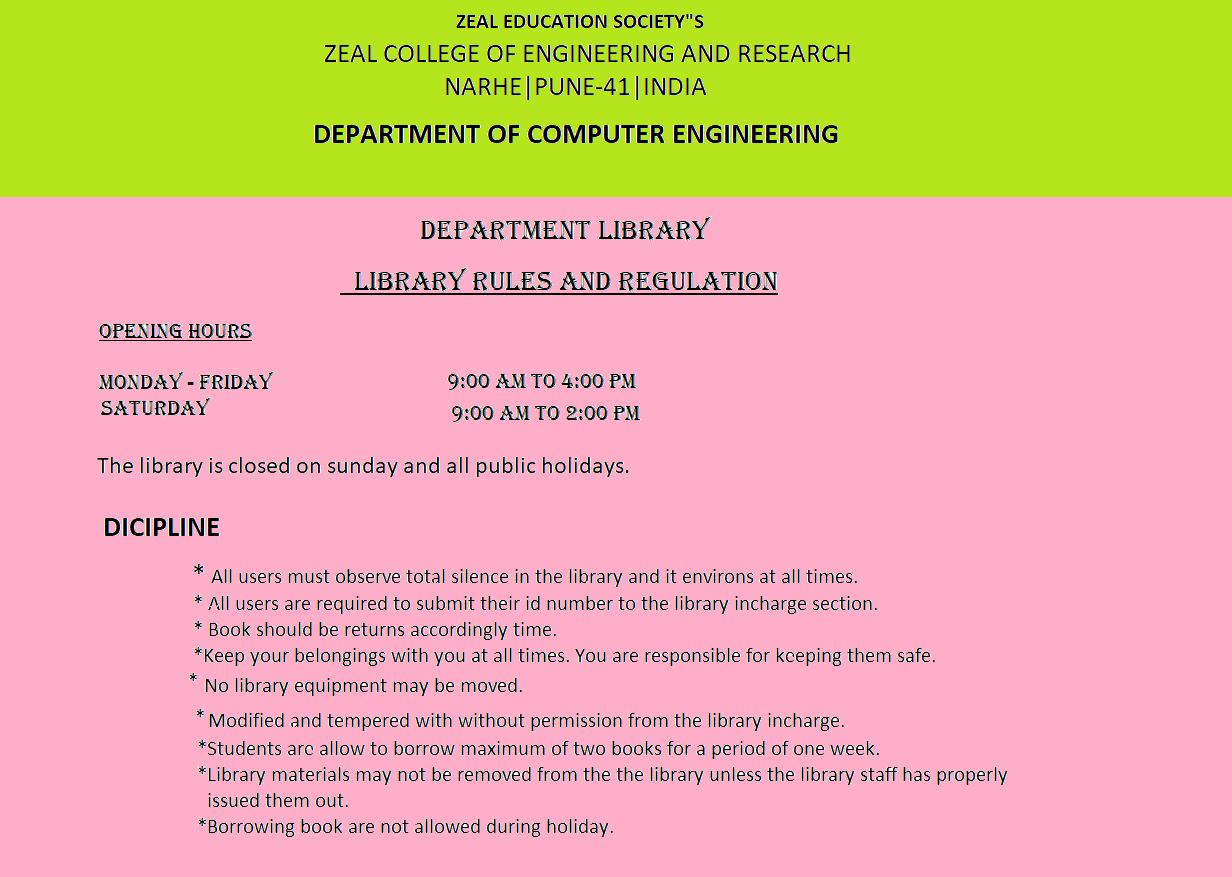 ZEAL EDUCATION SOCIETY"S
ZEAL COLLEGE OF ENGINEERING AND RESEARCH
NARHE|PUNE-41|INDIA
DEPARTMENT OF COMPUTER ENGINEERING
DEPARTMENT LIBRARY
LIBRARY RULES AND REGULATION
OPENING HOURS
MONDAY - FRIDAY 9:00 AM TO 4:00 PM
SATURDAY 9:00 AM TO 2:00 PM
The library is closed on sunday and all public holidays.
DICIPLINE
* All users must observe total silence in the library and it environs at all times.
* All users are required to submit their id number to the library incharge section.
* Book should be returns accordingly time.
*Keep your belongings with you at all times. You are responsible for keeping them safe.
* No library equipment may be moved.
* Modified and tempered with without permission from the library incharge.
*Students are allow to borrow maximum of two books for a period of one week.
*Library materials may not be removed from the the library unless the library staff has properly
issued them out.
*Borrowing book are not allowed during holiday.